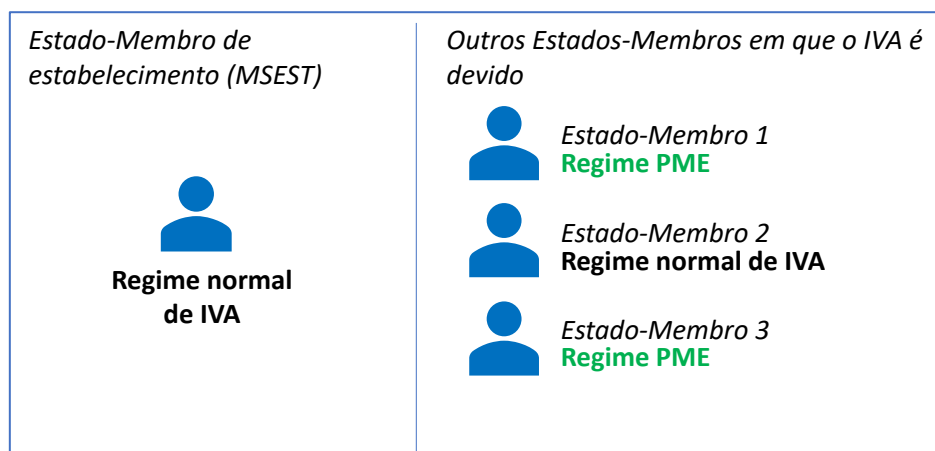 Estado-Membro de
estabelecimento (MSEST)
Regime normal
de IVA
Outros Estados-Membros em que o IVA é
devido
Estado-Membro 1
Regime PME
Estado-Membro 2
Regime normal de IVA
Estado-Membro 3
Regime PME